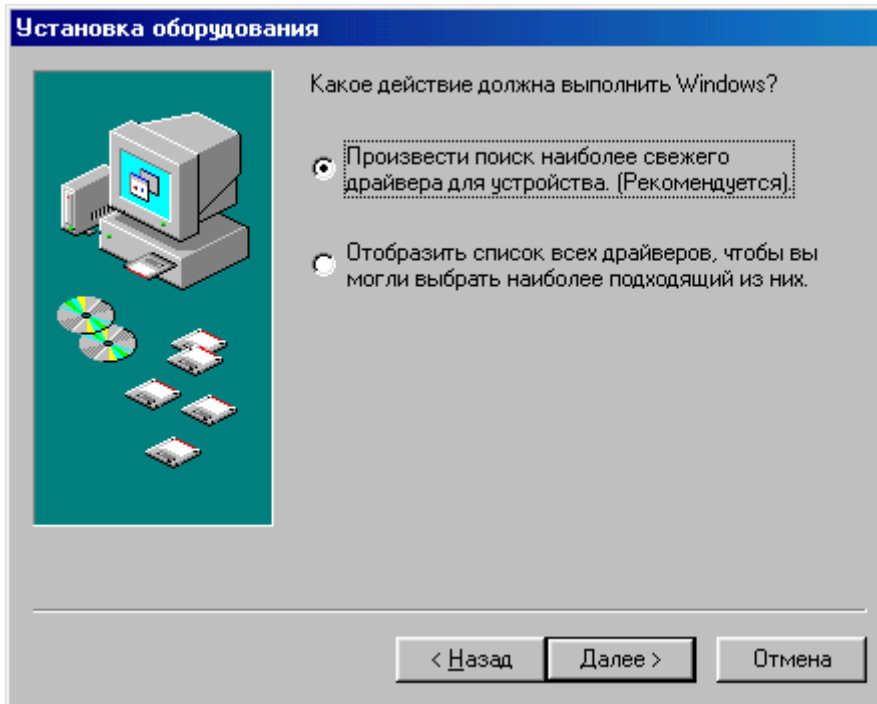 Установка оборудования
Какое действие должна выполнить Windows?
Произвести поиск наиболее свежего
драйвера для устройства. (Рекомендуется).
Отобразить список всех драйверов, чтобы вы
могли выбрать наиболее подходящий из них.
< Назад
Далее >
Отмена